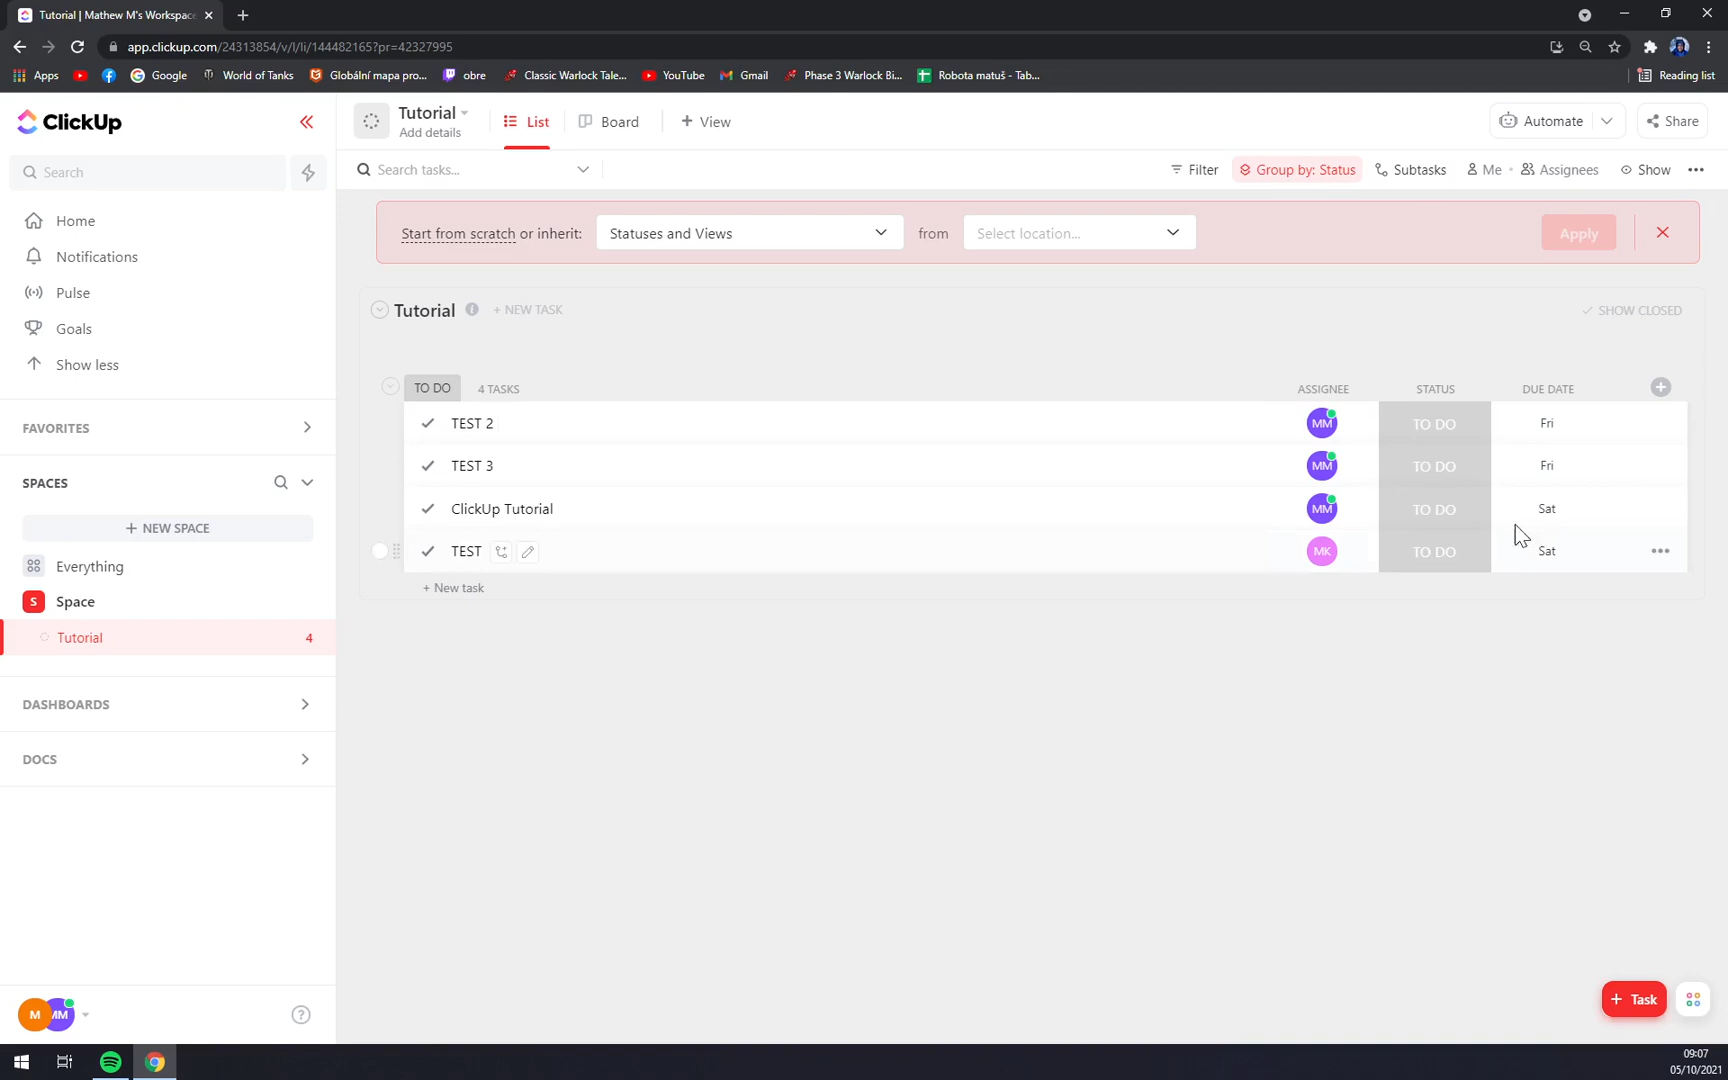 Tutorial | Mathew M's Workspace
app.clickup.com/24313854/v/l/li/144482165?pr=42327995
Apps
Google
World of Tanks
Globální mapa pro...
obre
Classic Warlock Tale...
YouTube
Gmail
Phase 3 Warlock Bi...
Robota matuš - Tab...
Reading list
ClickUp
Tutorial
Add details
List
Board
+ View
Automate
Share
Search
Search tasks...
Filter
Group by: Status
Subtasks
Me
Assignees
Show
Home
Notifications
Pulse
Goals
Show less
Start from scratch or inherit:
Statuses and Views
from
Select location...
Apply
Tutorial
+ NEW TASK
SHOW CLOSED
TO DO
4 TASKS
ASSIGNEE
STATUS
DUE DATE
TEST 2
MM
TO DO
Fri
TEST 3
MM
TO DO
Fri
ClickUp Tutorial
MM
TO DO
Sat
TEST
MK
TO DO
Sat
+ New task
FAVORITES
SPACES
+ NEW SPACE
Everything
S
Space
Tutorial
4
DASHBOARDS
DOCS
M
MM
?
+ Task
09:07
05/10/2021